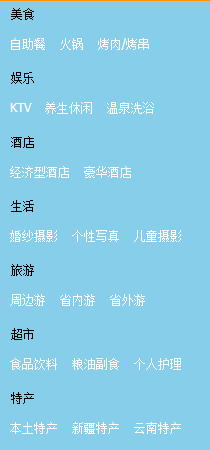 美食
自助餐 火锅 烤肉/烤串
娱乐
KTV 养生休闲 温泉洗浴
酒店
经济型酒店 豪华酒店
生活
婚纱摄影 个性写真 儿童摄影
旅游
周边游 省内游 省外游
超市
食品饮料 粮油副食 个人护理
特产
本土特产 新疆特产 云南特产